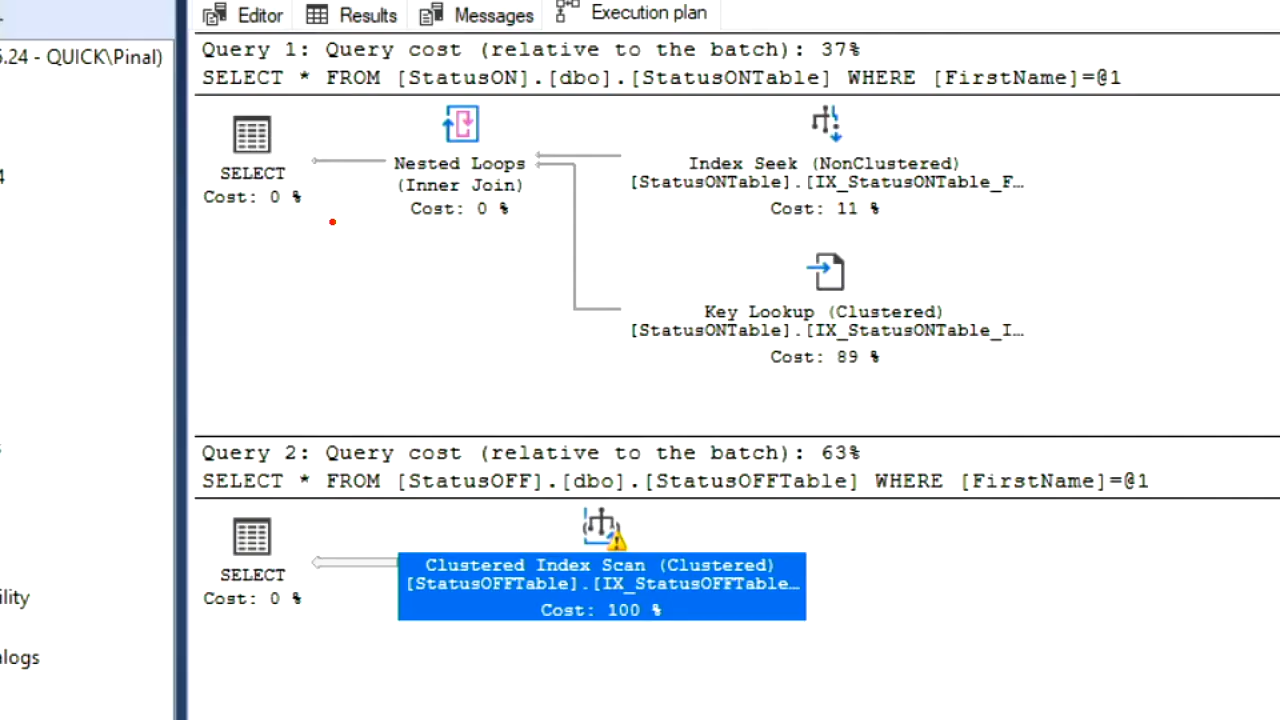 Editor Results Messages Execution plan
5.24 - QUICK\Pinal)
Query 1: Query cost (relative to the batch): 37%
SELECT * FROM [StatusON].[dbo].[StatusONTable] WHERE [FirstName]=@1
SELECT
Cost: 0 %
Nested Loops
(Inner Join)
Cost: 0 %
Index Seek (NonClustered)
[StatusONTable].[IX_StatusONTable_F…
Cost: 11 %
Key Lookup (Clustered)
[StatusONTable].[IX_StatusONTable_I…
Cost: 89 %
Query 2: Query cost (relative to the batch): 63%
SELECT * FROM [StatusOFF].[dbo].[StatusOFFTable] WHERE [FirstName]=@1
SELECT
Cost: 0 %
Clustered Index Scan (Clustered)
[StatusOFFTable].[IX_StatusOFFTable…
Cost: 100 %
ility
alogs